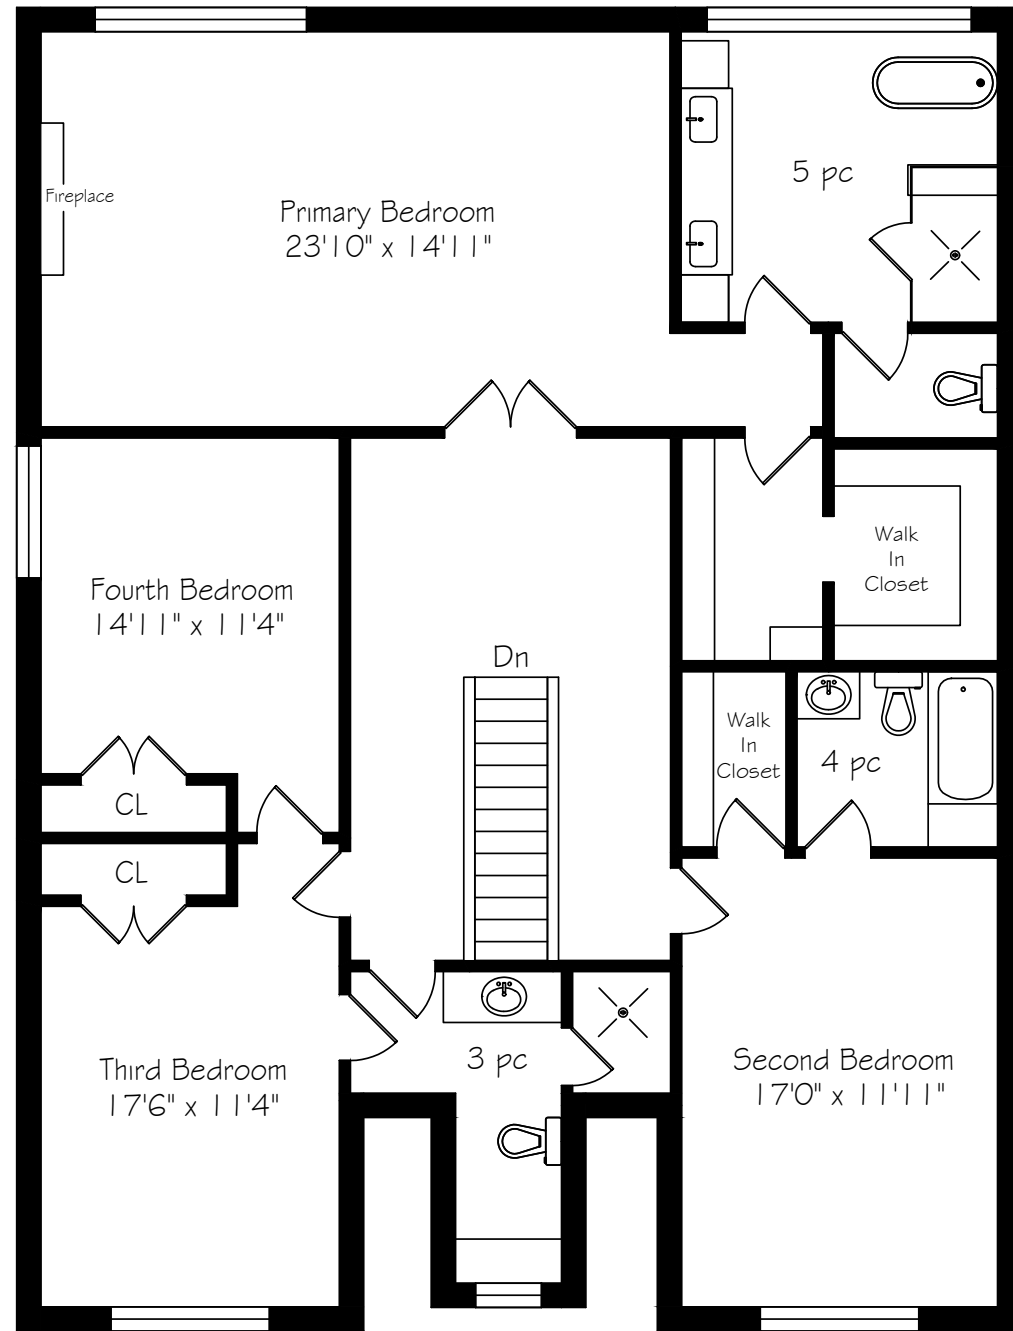 Fireplace
Primary Bedroom
23'10" x 14'11"
5 pc
Fourth Bedroom
14'11" x 11'4"
Walk
In
Closet
Dn
Walk
In
Closet
4 pc
CL
CL
Third Bedroom
17'6" x 11'4"
3 pc
Second Bedroom
17'0" x 11'11"